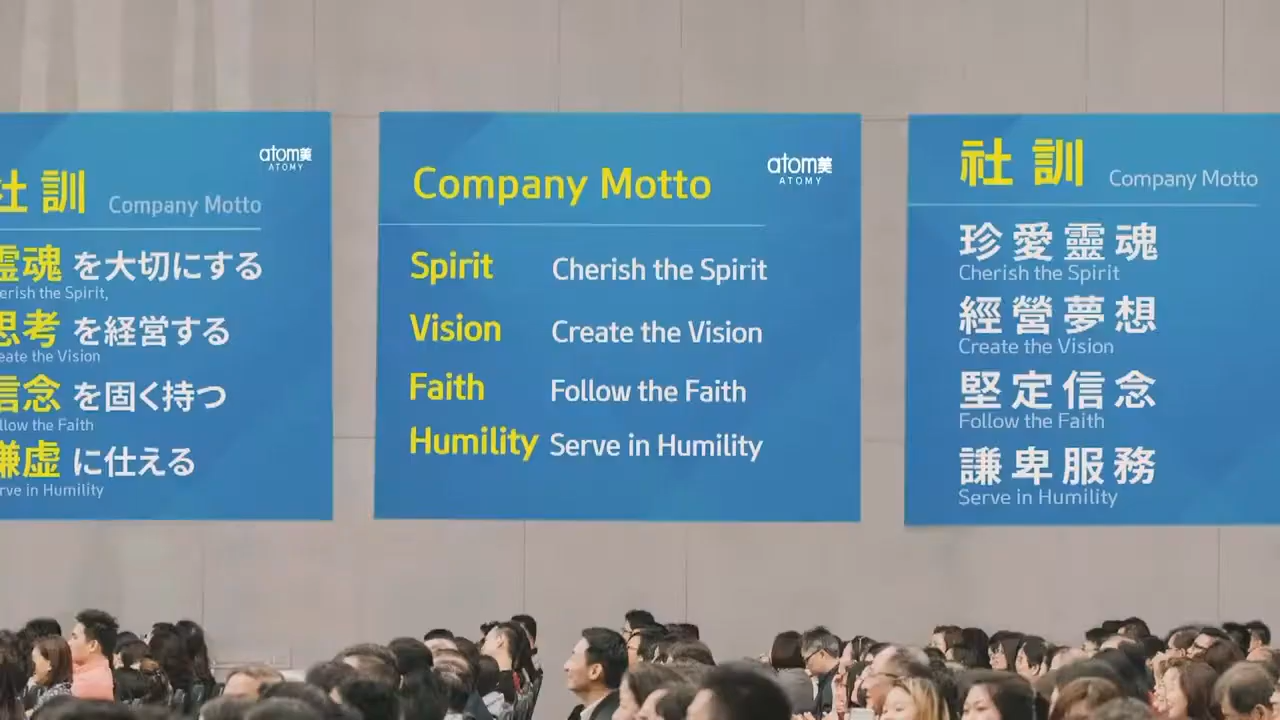 atom美
ATOMY
社訓 Company Motto
霊魂 を大切にする
erish the Spirit,
思考 を経営する
eate the Vision
信念 を固く持つ
llow the Faith
謙虚 に仕える
rve in Humility
atom美
ATOMY
Company Motto
Spirit Cherish the Spirit
Vision Create the Vision
Faith Follow the Faith
Humility Serve in Humility
社訓 Company Motto
珍愛靈魂
Cherish the Spirit
經營夢想
Create the Vision
堅定信念
Follow the Faith
謙卑服務
Serve in Humility